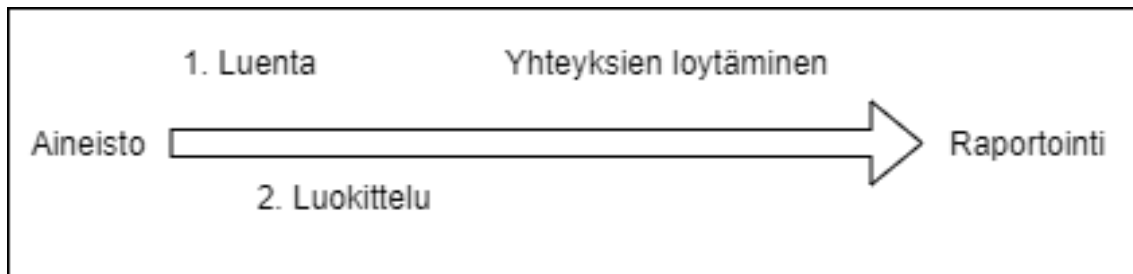 1. Luenta Yhteyksien loytäminen
Aineisto Raportointi
2. Luokittelu